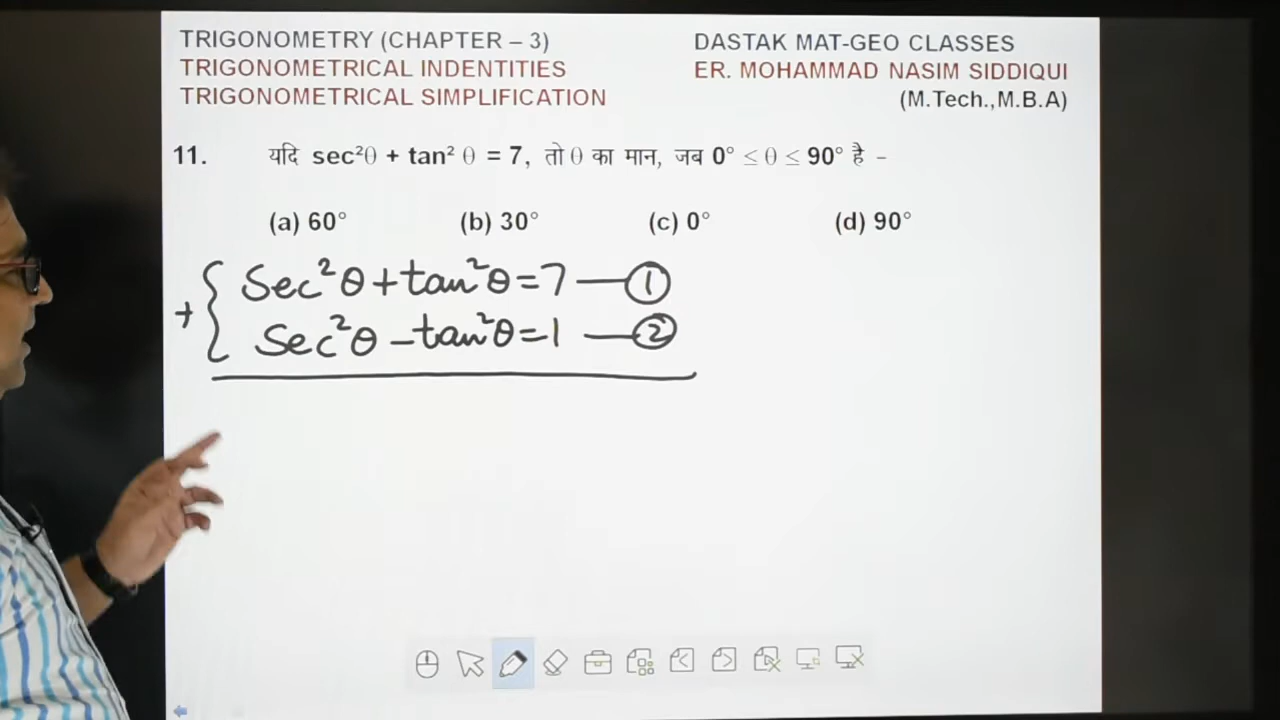 TRIGONOMETRY (CHAPTER – 3)
DASTAK MAT-GEO CLASSES
TRIGONOMETRICAL INDENTITIES
ER. MOHAMMAD NASIM SIDDIQUI
TRIGONOMETRICAL SIMPLIFICATION
(M.Tech.,M.B.A)
11. यदि sec²θ + tan² θ = 7, तो θ का मान, जब 0° ≤ θ ≤ 90° है -
(a) 60° (b) 30° (c) 0° (d) 90°
+ { Sec²θ+tan²θ=7 — ①
Sec²θ -tan²θ=1 — ②